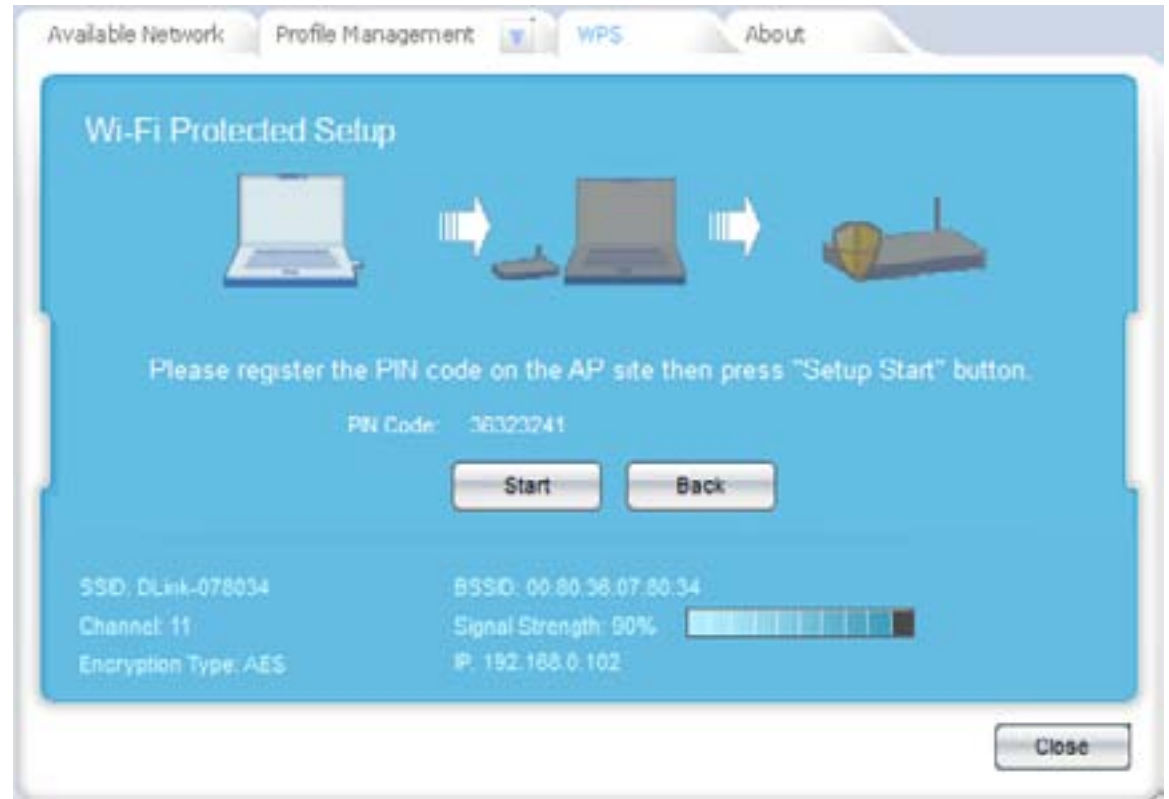 Available Network Profile Management WPS About
Wi-Fi Protected Setup
Please register the PIN code on the AP site then press "Setup Start" button.
PIN Code: 36323241
Start Back
SSID: DLink-078034 BSSID: 00.80.36.07.80.34
Channel: 11 Signal Strength: 90%
Encryption Type: AES IP: 192.168.0.102
Close